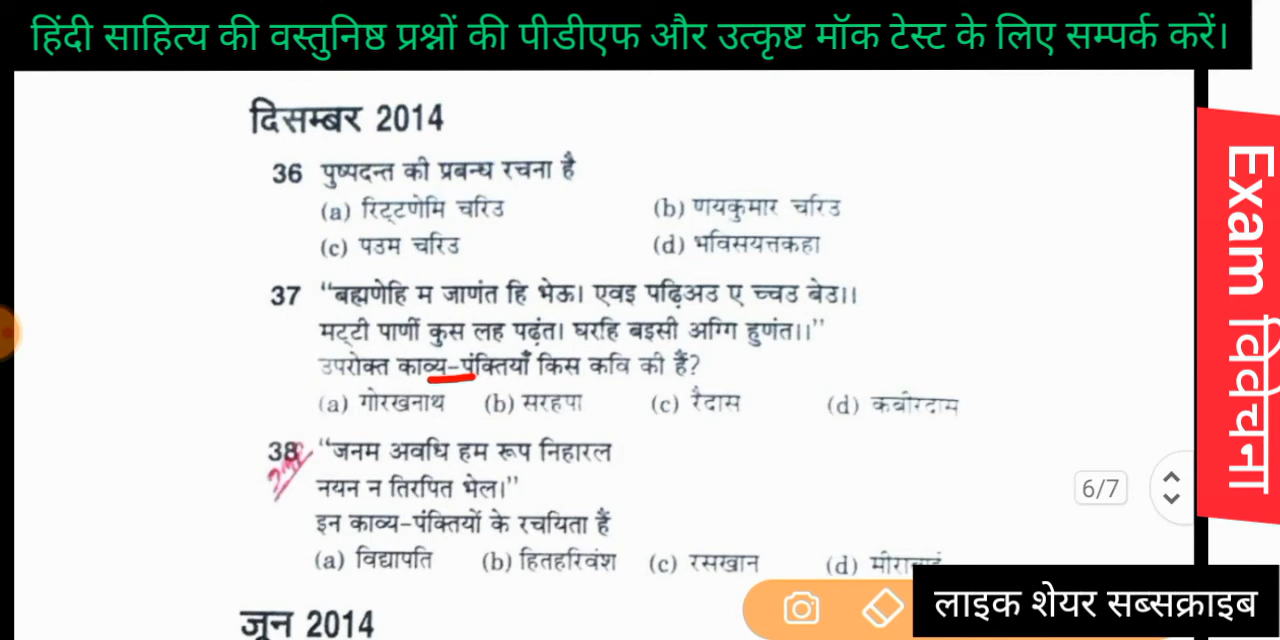 हिंदी साहित्य की वस्तुनिष्ठ प्रश्नों की पीडीएफ और उत्कृष्ट मॉक टेस्ट के लिए सम्पर्क करें।
दिसम्बर 2014
36 पुष्पदन्त की प्रबन्ध रचना है
(a) रिट्टणेमि चरिउ (b) णयकुमार चरिउ
(c) पउम चरिउ (d) भविसयत्तकहा
37 “बह्मणेहि म जाणंत हि भेऊ। एवइ पढ़िअउ ए च्चउ बेउ।।
मट्टी पाणीं कुस लह पढ़ंत। घरहि बइसी अग्गि हुणंत।।”
उपरोक्त काव्य-पंक्तियाँ किस कवि की हैं?
(a) गोरखनाथ (b) सरहपा (c) रैदास (d) कबीरदास
38 “जनम अवधि हम रूप निहारल
नयन न तिरपित भेल।”
इन काव्य-पंक्तियों के रचयिता हैं
(a) विद्यापति (b) हितहरिवंश (c) रसखान (d) मीराबाई
जून 2014
6/7
Exam विवेचना
लाइक शेयर सब्सक्राइब